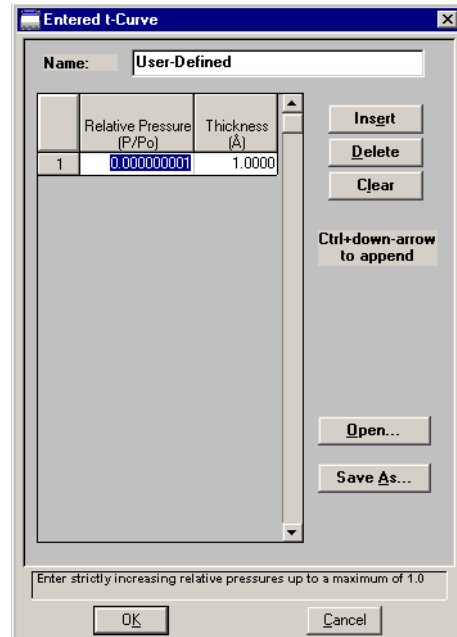 Entered t-Curve
Name: User-Defined
Relative Pressure (P/Po) Thickness (Å)
1 0.000000001 1.0000
Insert
Delete
Clear
Ctrl+down-arrow
to append
Open...
Save As...
Enter strictly increasing relative pressures up to a maximum of 1.0
OK Cancel